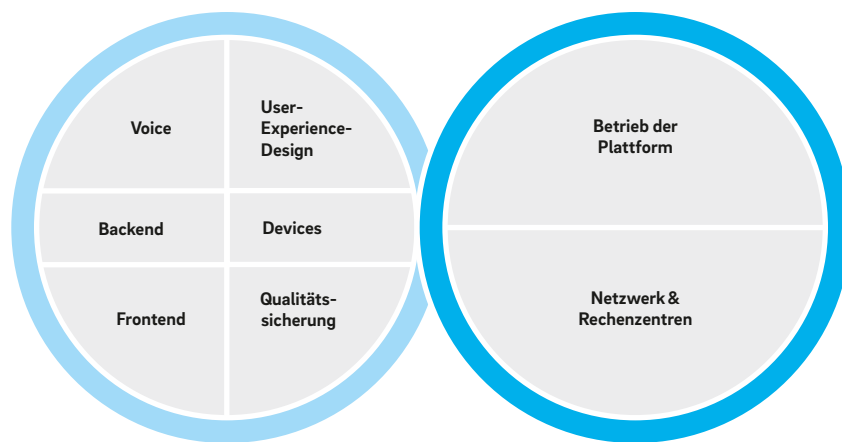 Voice
User-
Experience-
Design
Backend
Devices
Frontend
Qualitäts-
sicherung
Betrieb der
Plattform
Netzwerk &
Rechenzentren